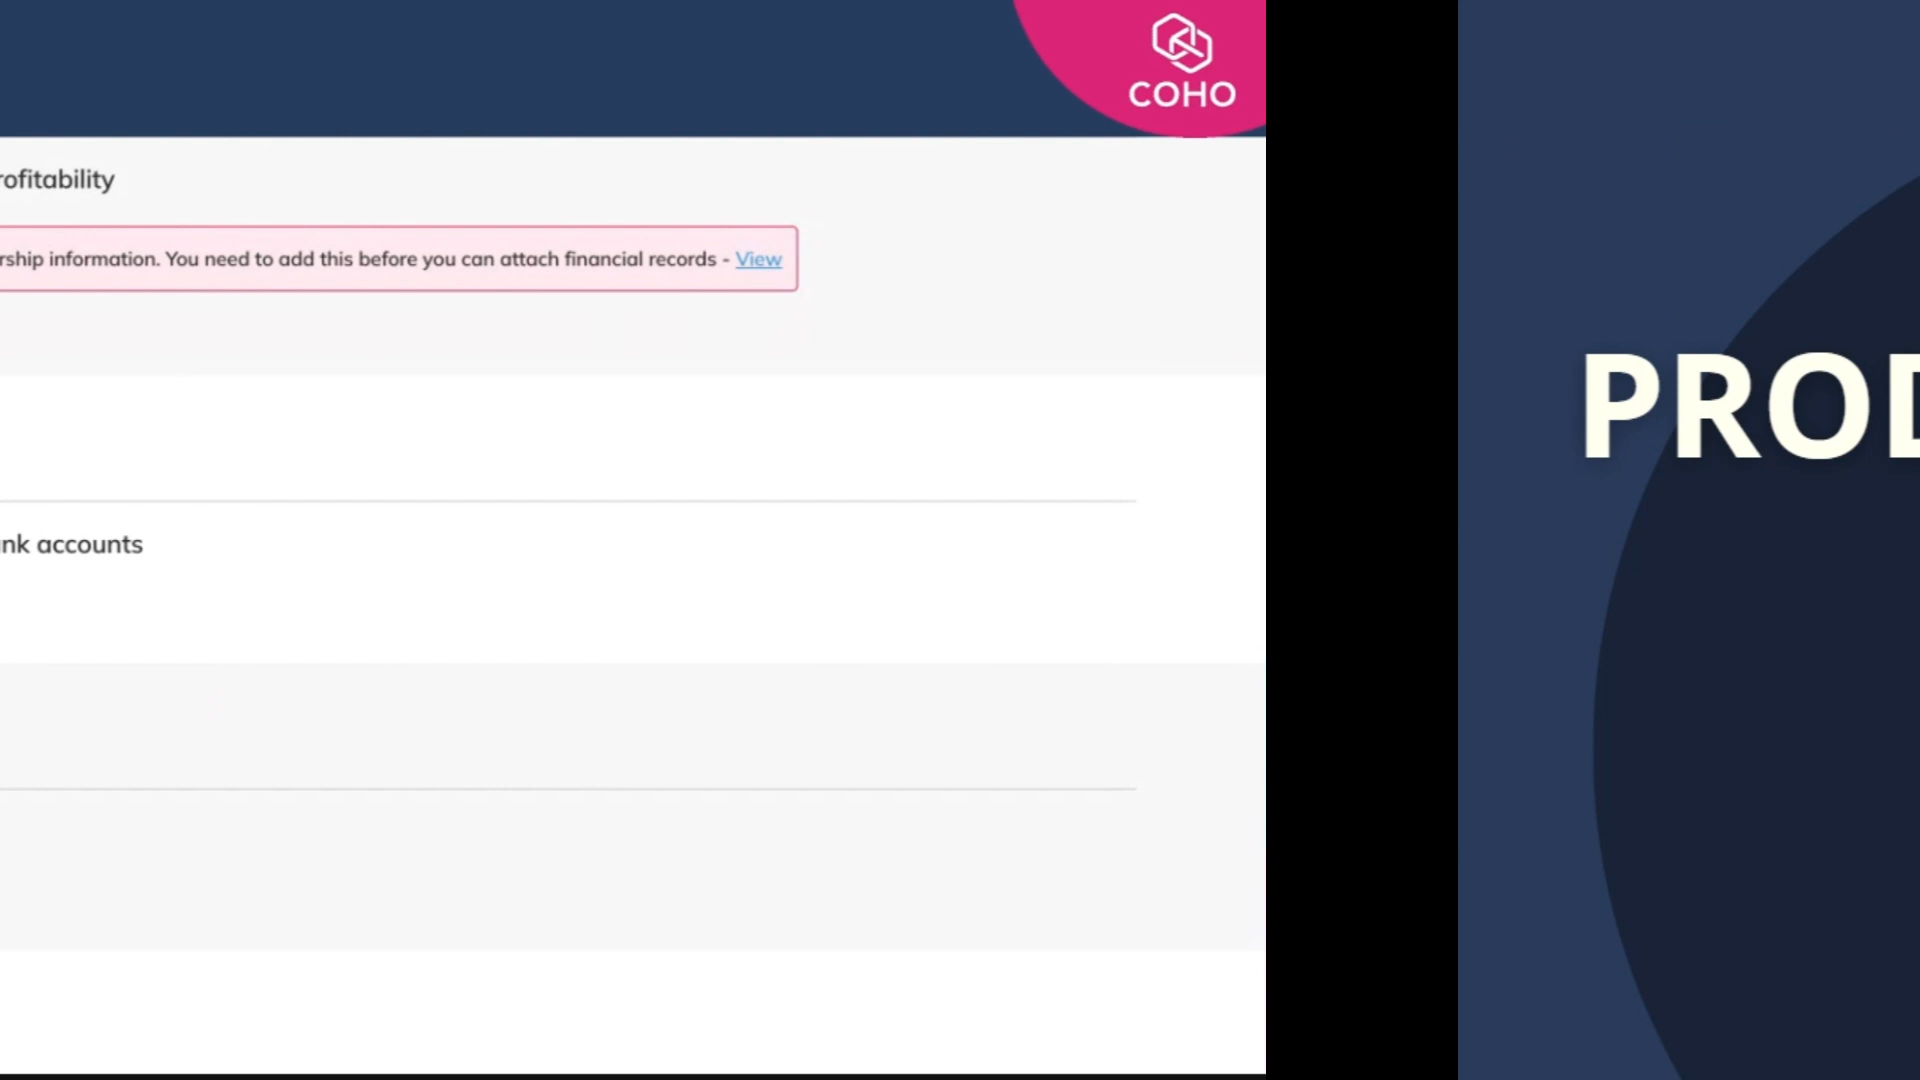 COHO
rofitability
rship information. You need to add this before you can attach financial records - View
nk accounts
PROD